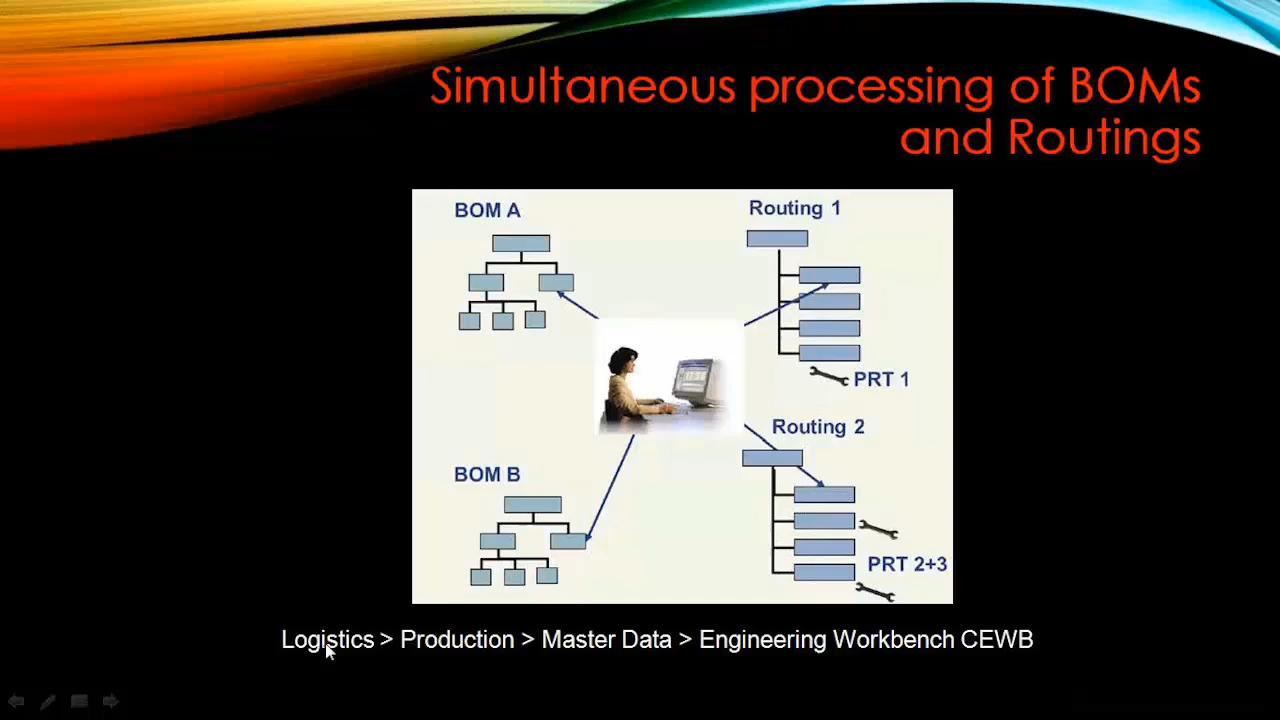 Simultaneous processing of BOMs
and Routings
BOM A
Routing 1
PRT 1
Routing 2
BOM B
PRT 2+3
Logistics > Production > Master Data > Engineering Workbench CEWB